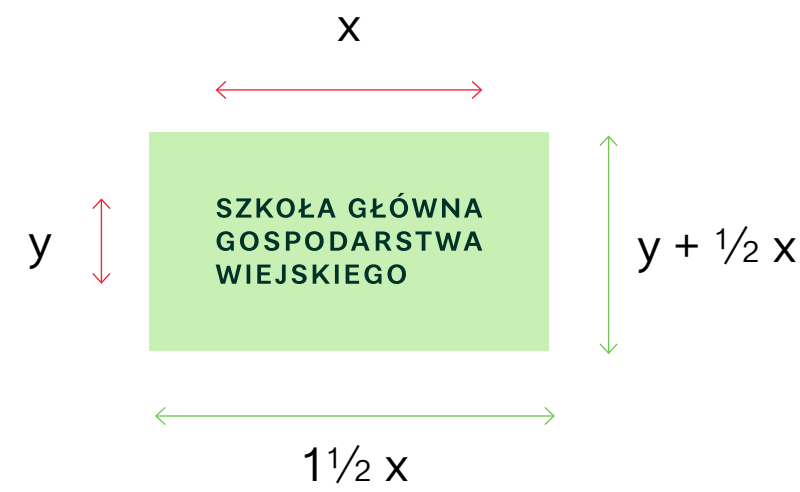 x
SZKOŁA GŁÓWNA
GOSPODARSTWA
WIEJSKIEGO
y
y + ½ x
1½ x